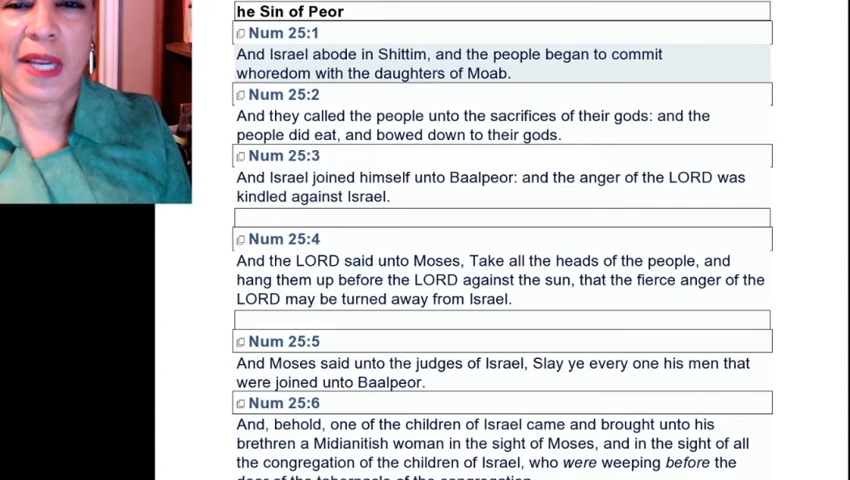 he Sin of Peor
Num 25:1
And Israel abode in Shittim, and the people began to commit
whoredom with the daughters of Moab.
Num 25:2
And they called the people unto the sacrifices of their gods: and the
people did eat, and bowed down to their gods.
Num 25:3
And Israel joined himself unto Baalpeor: and the anger of the LORD was
kindled against Israel.
Num 25:4
And the LORD said unto Moses, Take all the heads of the people, and
hang them up before the LORD against the sun, that the fierce anger of the
LORD may be turned away from Israel.
Num 25:5
And Moses said unto the judges of Israel, Slay ye every one his men that
were joined unto Baalpeor.
Num 25:6
And, behold, one of the children of Israel came and brought unto his
brethren a Midianitish woman in the sight of Moses, and in the sight of all
the congregation of the children of Israel, who were weeping before the
door of the tabernacle of the congregation.